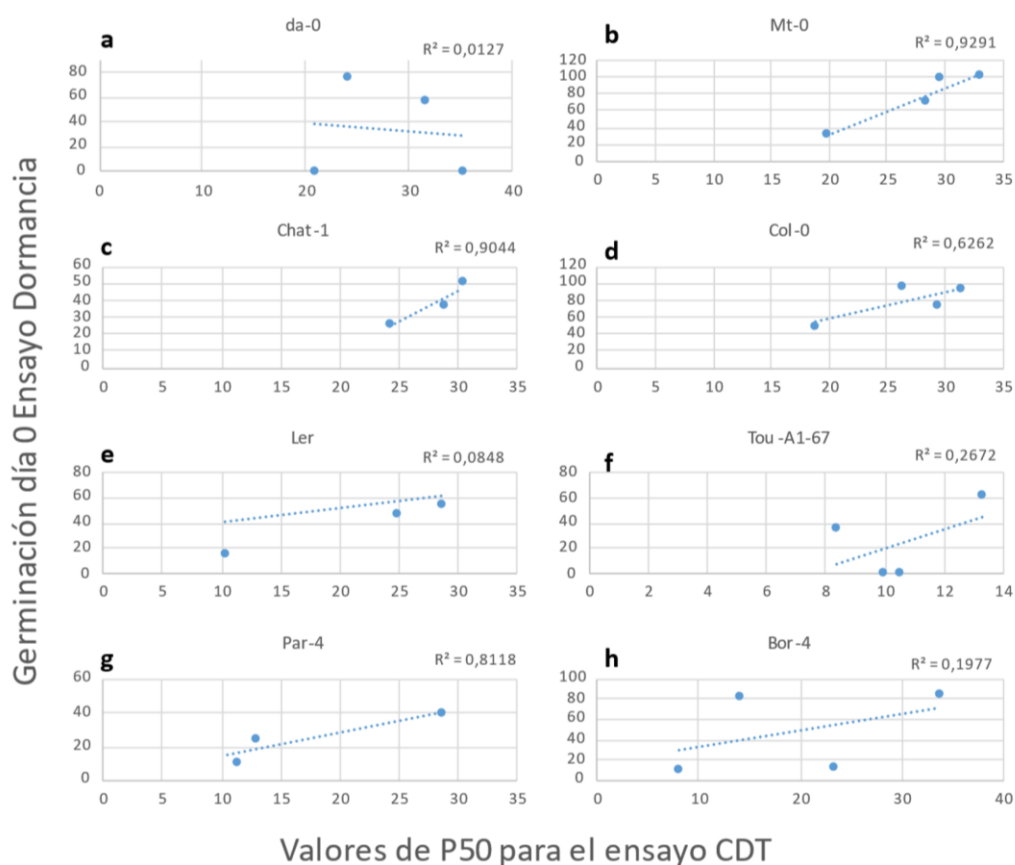 Germinación día 0 Ensayo Dormancia
a
da-0
R² = 0,0127
80
60
40
20
0
0 10 20 30 40
b
Mt-0
R² = 0,9291
120
100
80
60
40
20
0
0 5 10 15 20 25 30 35
c
Chat-1
R² = 0,9044
60
50
40
30
20
10
0
0 5 10 15 20 25 30 35
d
Col-0
R² = 0,6262
120
100
80
60
40
20
0
0 5 10 15 20 25 30 35
e
Ler
R² = 0,0848
80
60
40
20
0
0 5 10 15 20 25 30 35
f
Tou -A1-67
R² = 0,2672
80
60
40
20
0
0 2 4 6 8 10 12 14
g
Par-4
R² = 0,8118
60
40
20
0
0 5 10 15 20 25 30 35
h
Bor-4
R² = 0,1977
100
80
60
40
20
0
0 10 20 30 40
Valores de P50 para el ensayo CDT